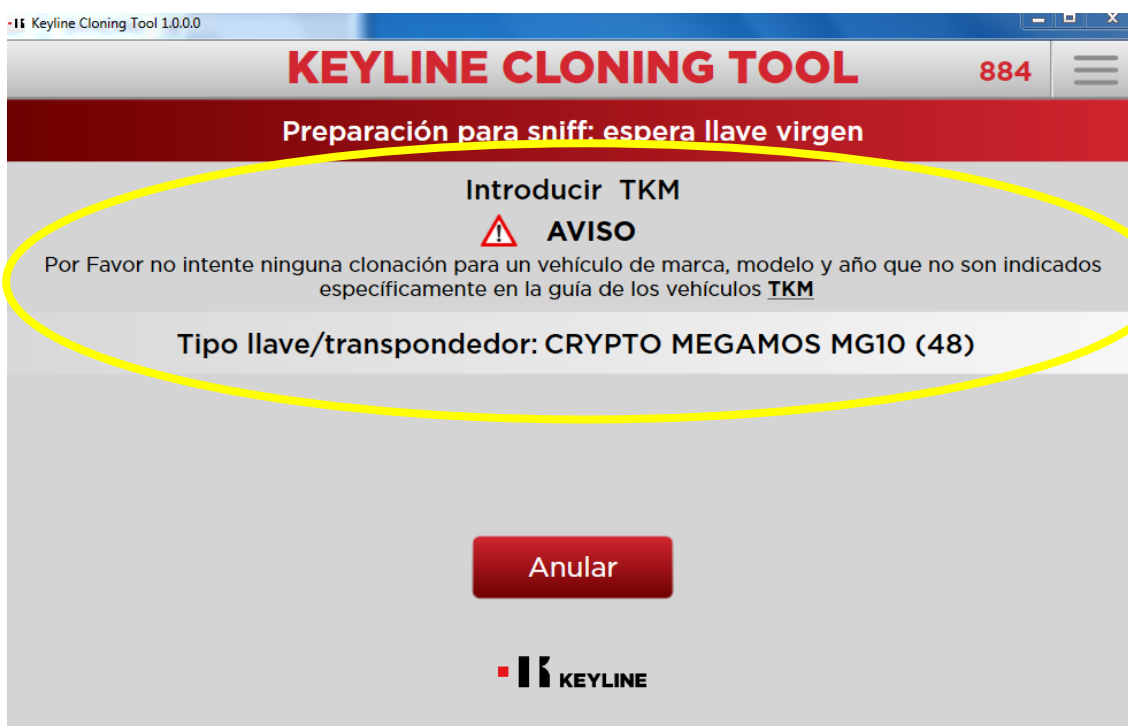 Keyline Cloning Tool 1.0.0.0
KEYLINE CLONING TOOL 884
Preparación para sniff: espera llave virgen
Introducir TKM
AVISO
Por Favor no intente ninguna clonación para un vehículo de marca, modelo y año que no son indicados
específicamente en la guía de los vehículos TKM
Tipo llave/transpondedor: CRYPTO MEGAMOS MG10 (48)
Anular
KEYLINE